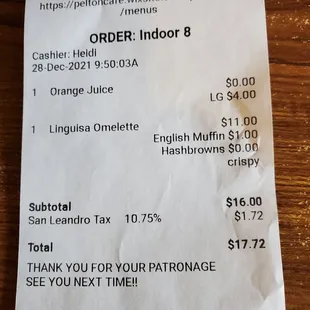 /menus
ORDER: Indoor 8
Cashier: Heidi
28-Dec-2021 9:50:03A
1 Orange Juice $0.00
LG $4.00
1 Linguisa Omelette $11.00
English Muffin $1.00
Hashbrowns $0.00
crispy
Subtotal $16.00
San Leandro Tax 10.75% $1.72
Total $17.72
THANK YOU FOR YOUR PATRONAGE
SEE YOU NEXT TIME!!